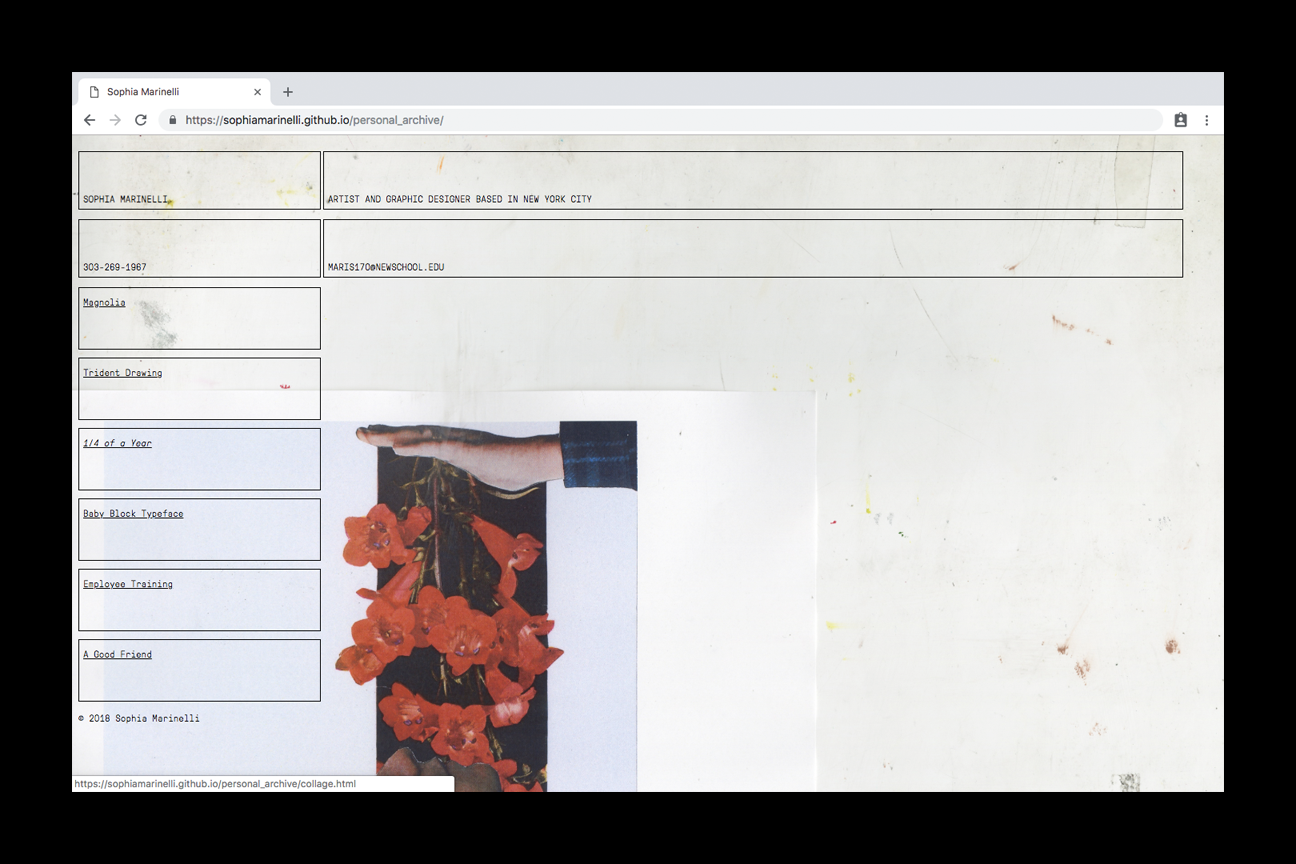 Sophia Marinelli
https://sophiamarinelli.github.io/personal_archive/
SOPHIA MARINELLI
ARTIST AND GRAPHIC DESIGNER BASED IN NEW YORK CITY
303-269-1967
MARIS170@NEWSCHOOL.EDU
Magnolia
Trident Drawing
1/4 of a Year
Baby Block Typeface
Employee Training
A Good Friend
© 2018 Sophia Marinelli
https://sophiamarinelli.github.io/personal_archive/collage.html